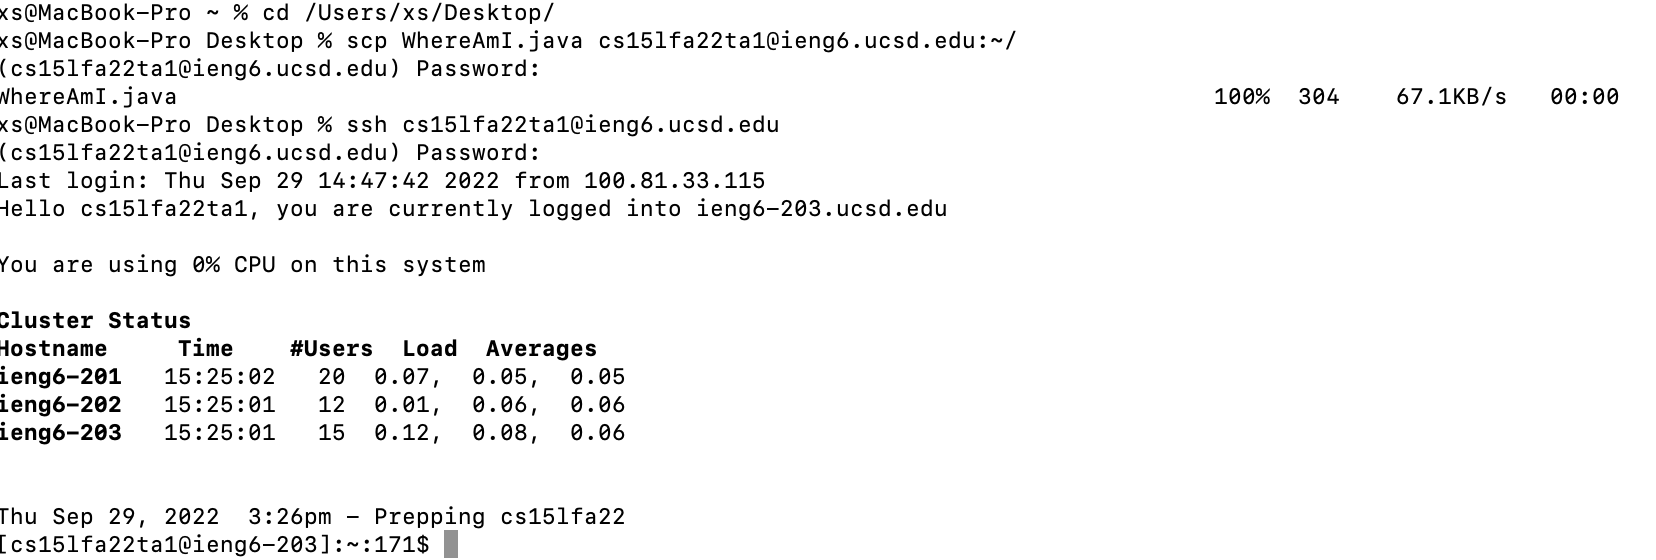 xs@MacBook-Pro ~ % cd /Users/xs/Desktop/
xs@MacBook-Pro Desktop % scp WhereAmI.java cs15lfa22ta1@ieng6.ucsd.edu:~/
(cs15lfa22ta1@ieng6.ucsd.edu) Password:
WhereAmI.java 100% 304 67.1KB/s 00:00
xs@MacBook-Pro Desktop % ssh cs15lfa22ta1@ieng6.ucsd.edu
(cs15lfa22ta1@ieng6.ucsd.edu) Password:
Last login: Thu Sep 29 14:47:42 2022 from 100.81.33.115
Hello cs15lfa22ta1, you are currently logged into ieng6-203.ucsd.edu
You are using 0% CPU on this system
Cluster Status
Hostname Time #Users Load Averages
ieng6-201 15:25:02 20 0.07, 0.05, 0.05
ieng6-202 15:25:01 12 0.01, 0.06, 0.06
ieng6-203 15:25:01 15 0.12, 0.08, 0.06
Thu Sep 29, 2022 3:26pm - Prepping cs15lfa22
[cs15lfa22ta1@ieng6-203]:~:171$